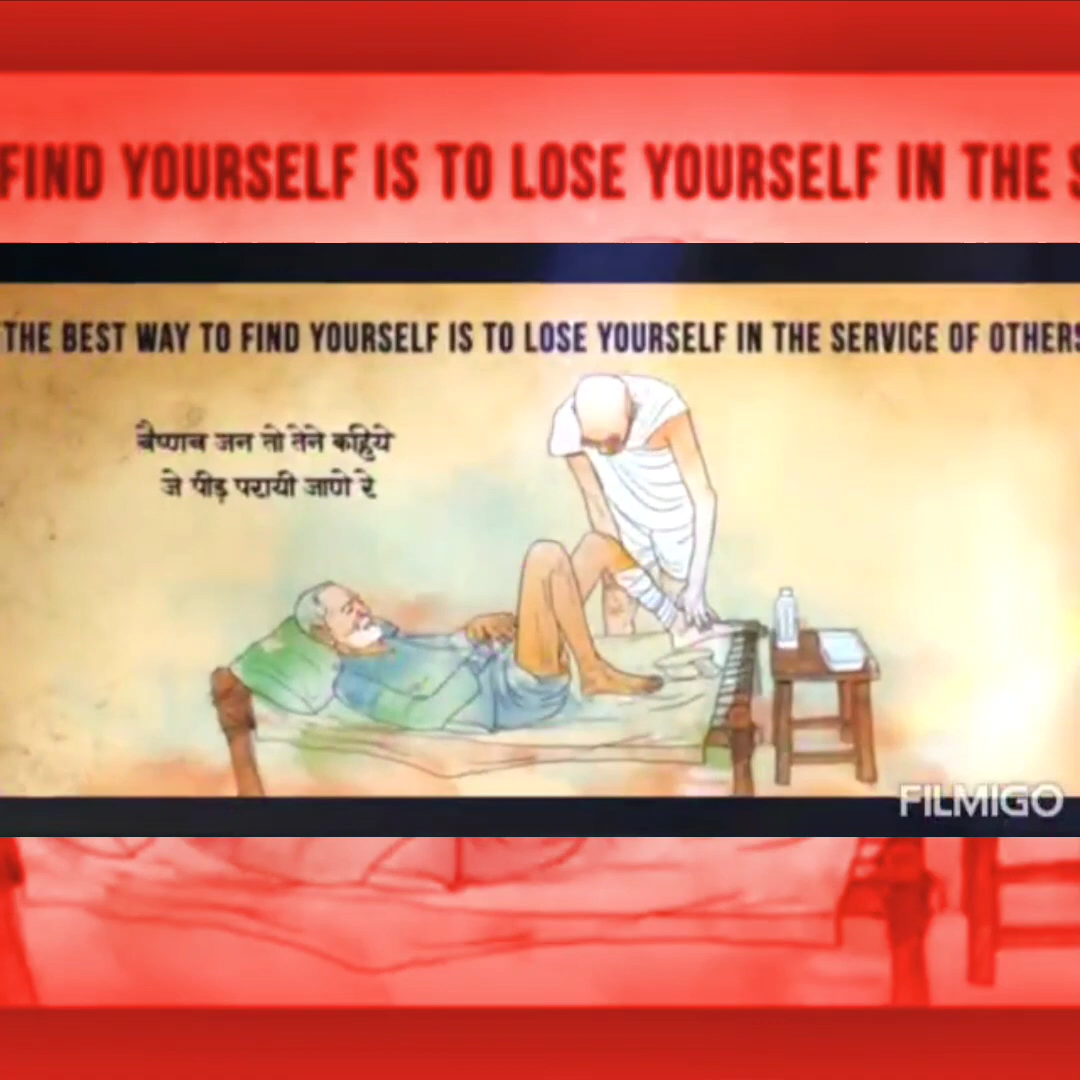 FIND YOURSELF IS TO LOSE YOURSELF IN THE S
THE BEST WAY TO FIND YOURSELF IS TO LOSE YOURSELF IN THE SERVICE OF OTHERS
वैष्णव जन तो तेने कहिये
जे पीड़ परायी जाणे रे
FILMIGO